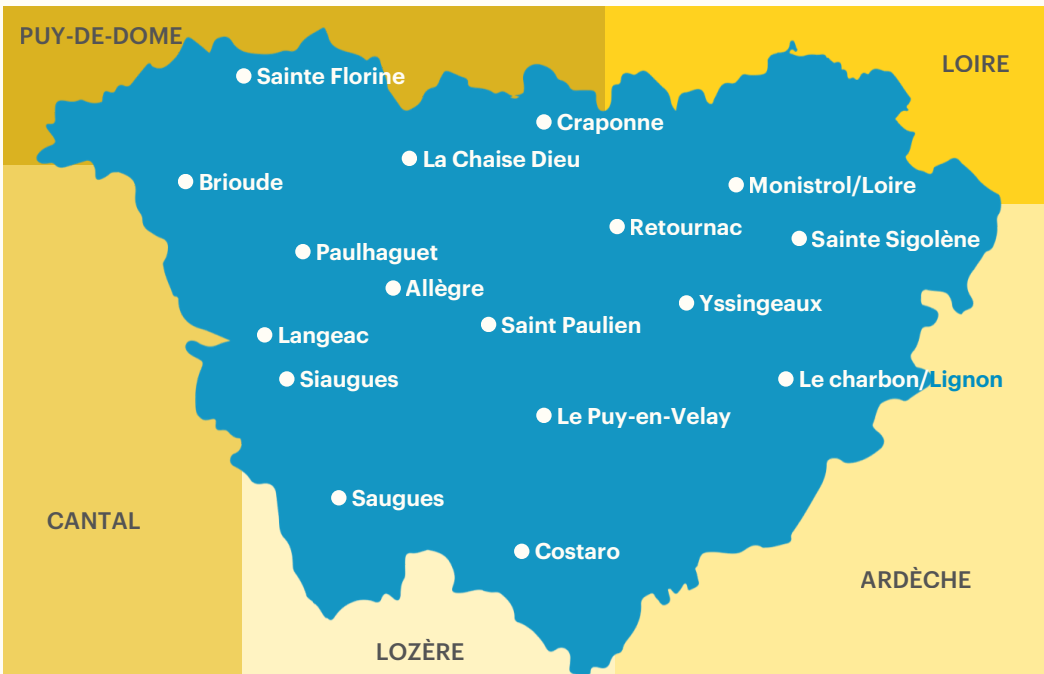 PUY-DE-DOME
LOIRE
Sainte Florine
Craponne
La Chaise Dieu
Brioude
Monistrol/Loire
Retournac
Sainte Sigolène
Paulhaguet
Allègre
Yssingeaux
Saint Paulien
Langeac
Siaugues
Le charbon/Lignon
Le Puy-en-Velay
Saugues
CANTAL
Costaro
ARDÈCHE
LOZÈRE